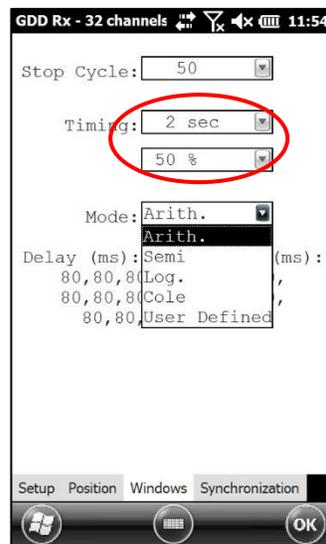 GDD Rx - 32 channels 11:54
Stop Cycle: 50
Timing: 2 sec
50 %
Mode: Arith.
Arith.
Delay (ms): Semi (ms):
80,80,80 Log. ,
80,80,80 Cole ,
80,80, User Defined
Setup Position Windows Synchronization
OK